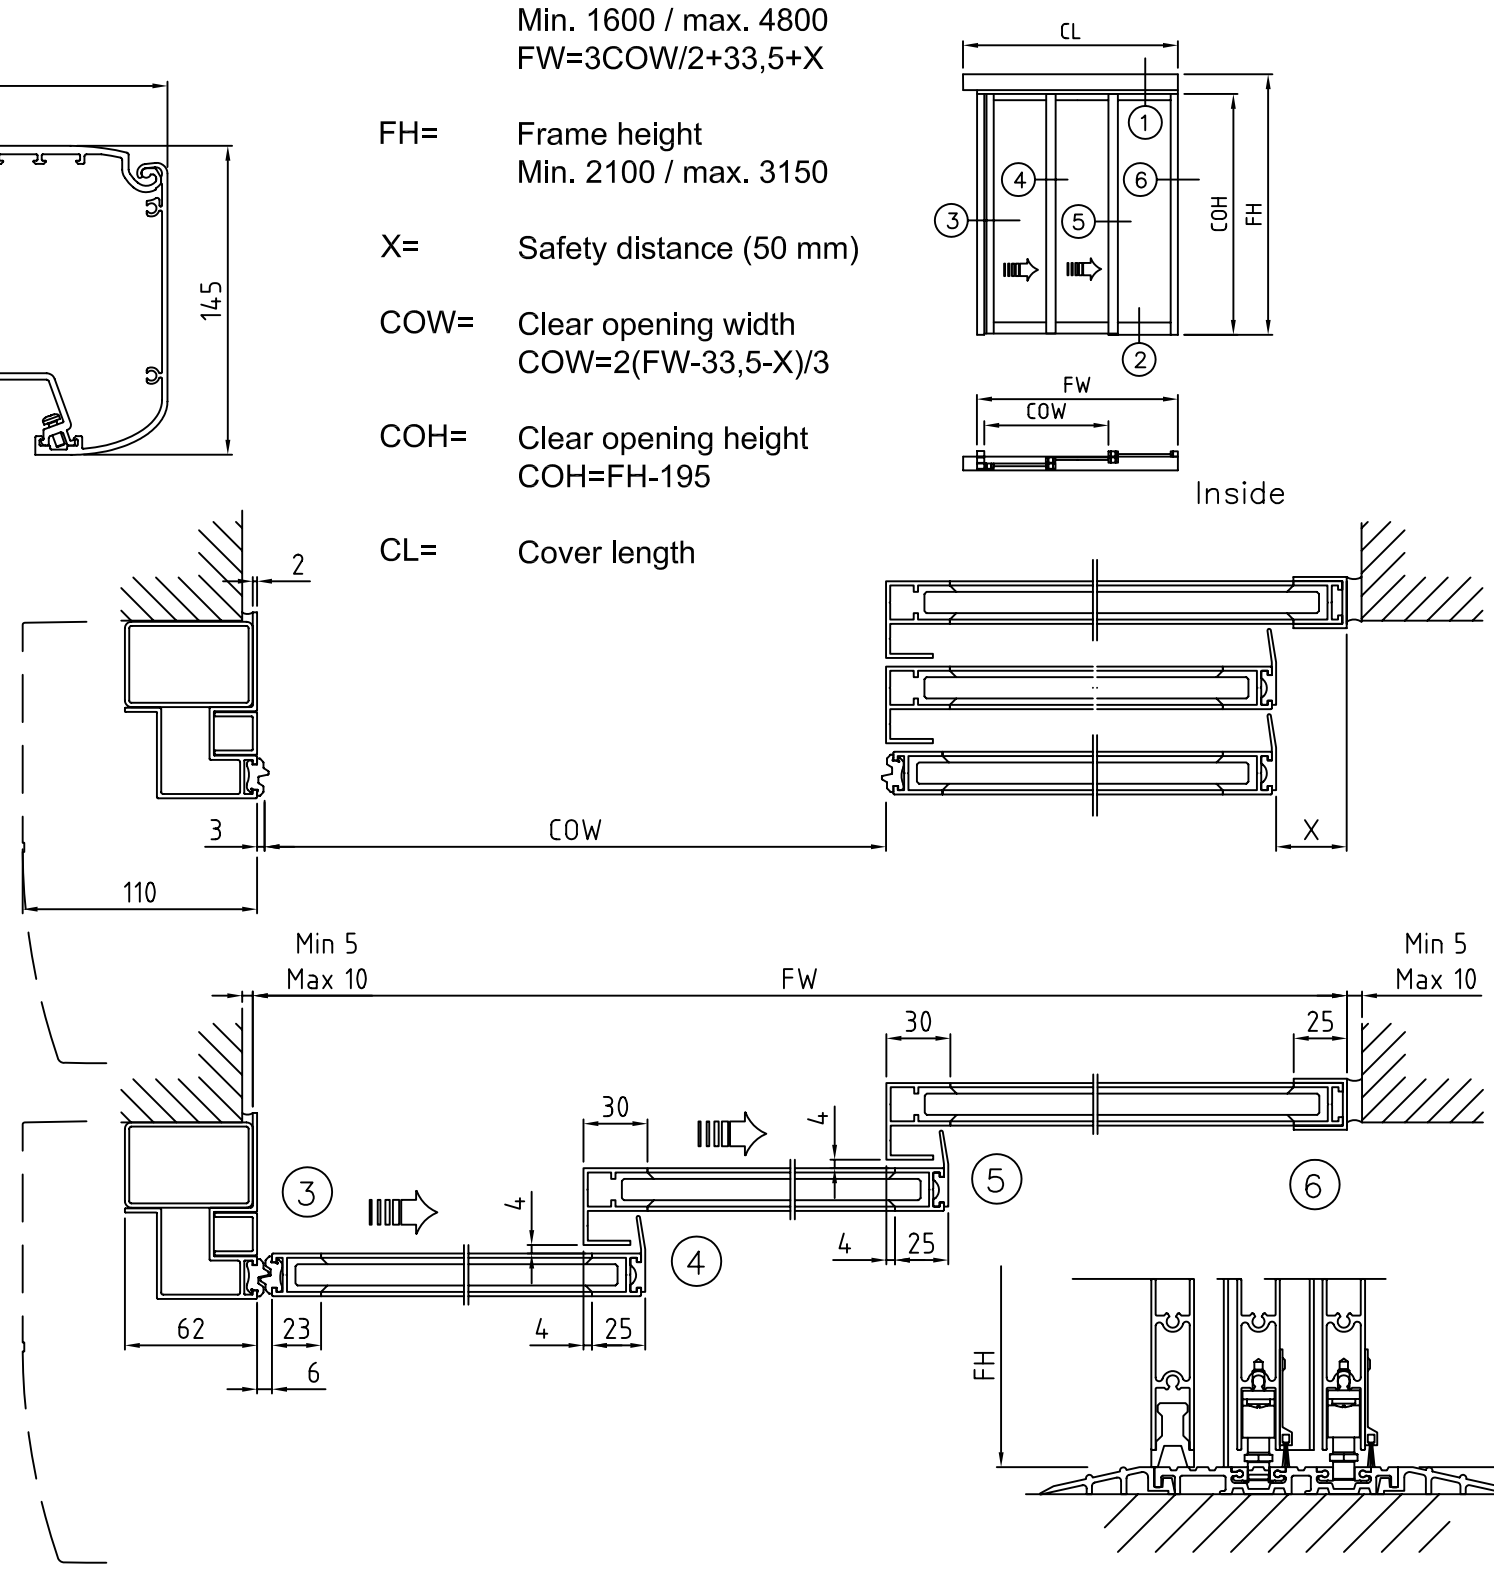 Min. 1600 / max. 4800
FW=3COW/2+33,5+X
FH= Frame height
Min. 2100 / max. 3150
X= Safety distance (50 mm)
COW= Clear opening width
COW=2(FW-33,5-X)/3
COH= Clear opening height
COH=FH-195
CL= Cover length
145
CL
1
4
6
3
5
COH
FH
2
FW
COW
Inside
2
3
COW
X
110
Min 5
Max 10
FW
Min 5
Max 10
30
25
30
4
3
4
5
6
4
4
25
62
23
4
25
6
FH